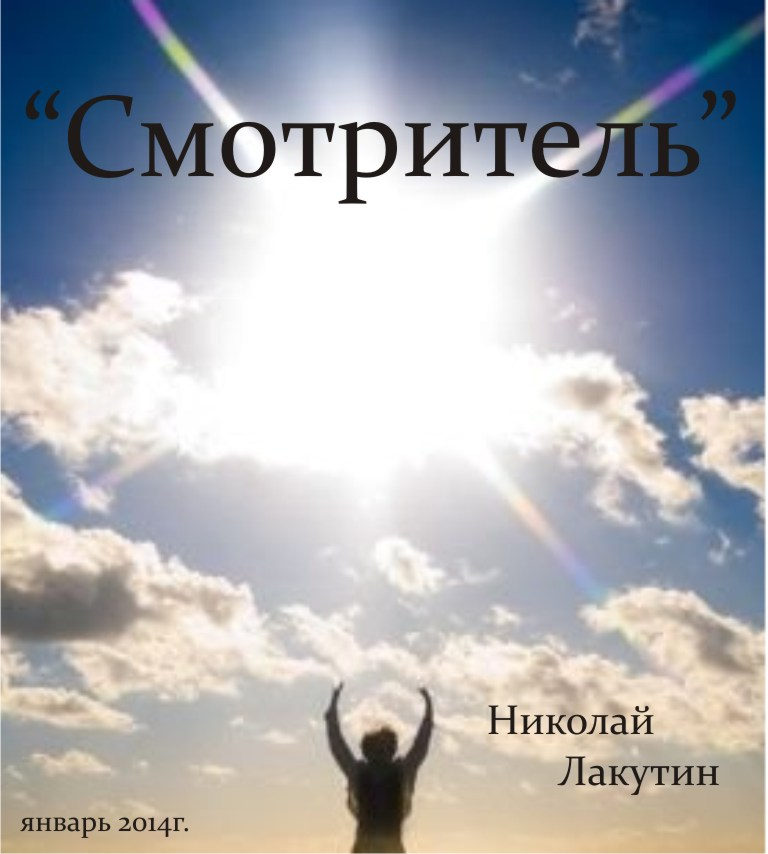 “Смотритель”
Николай
Лакутин
январь 2014г.